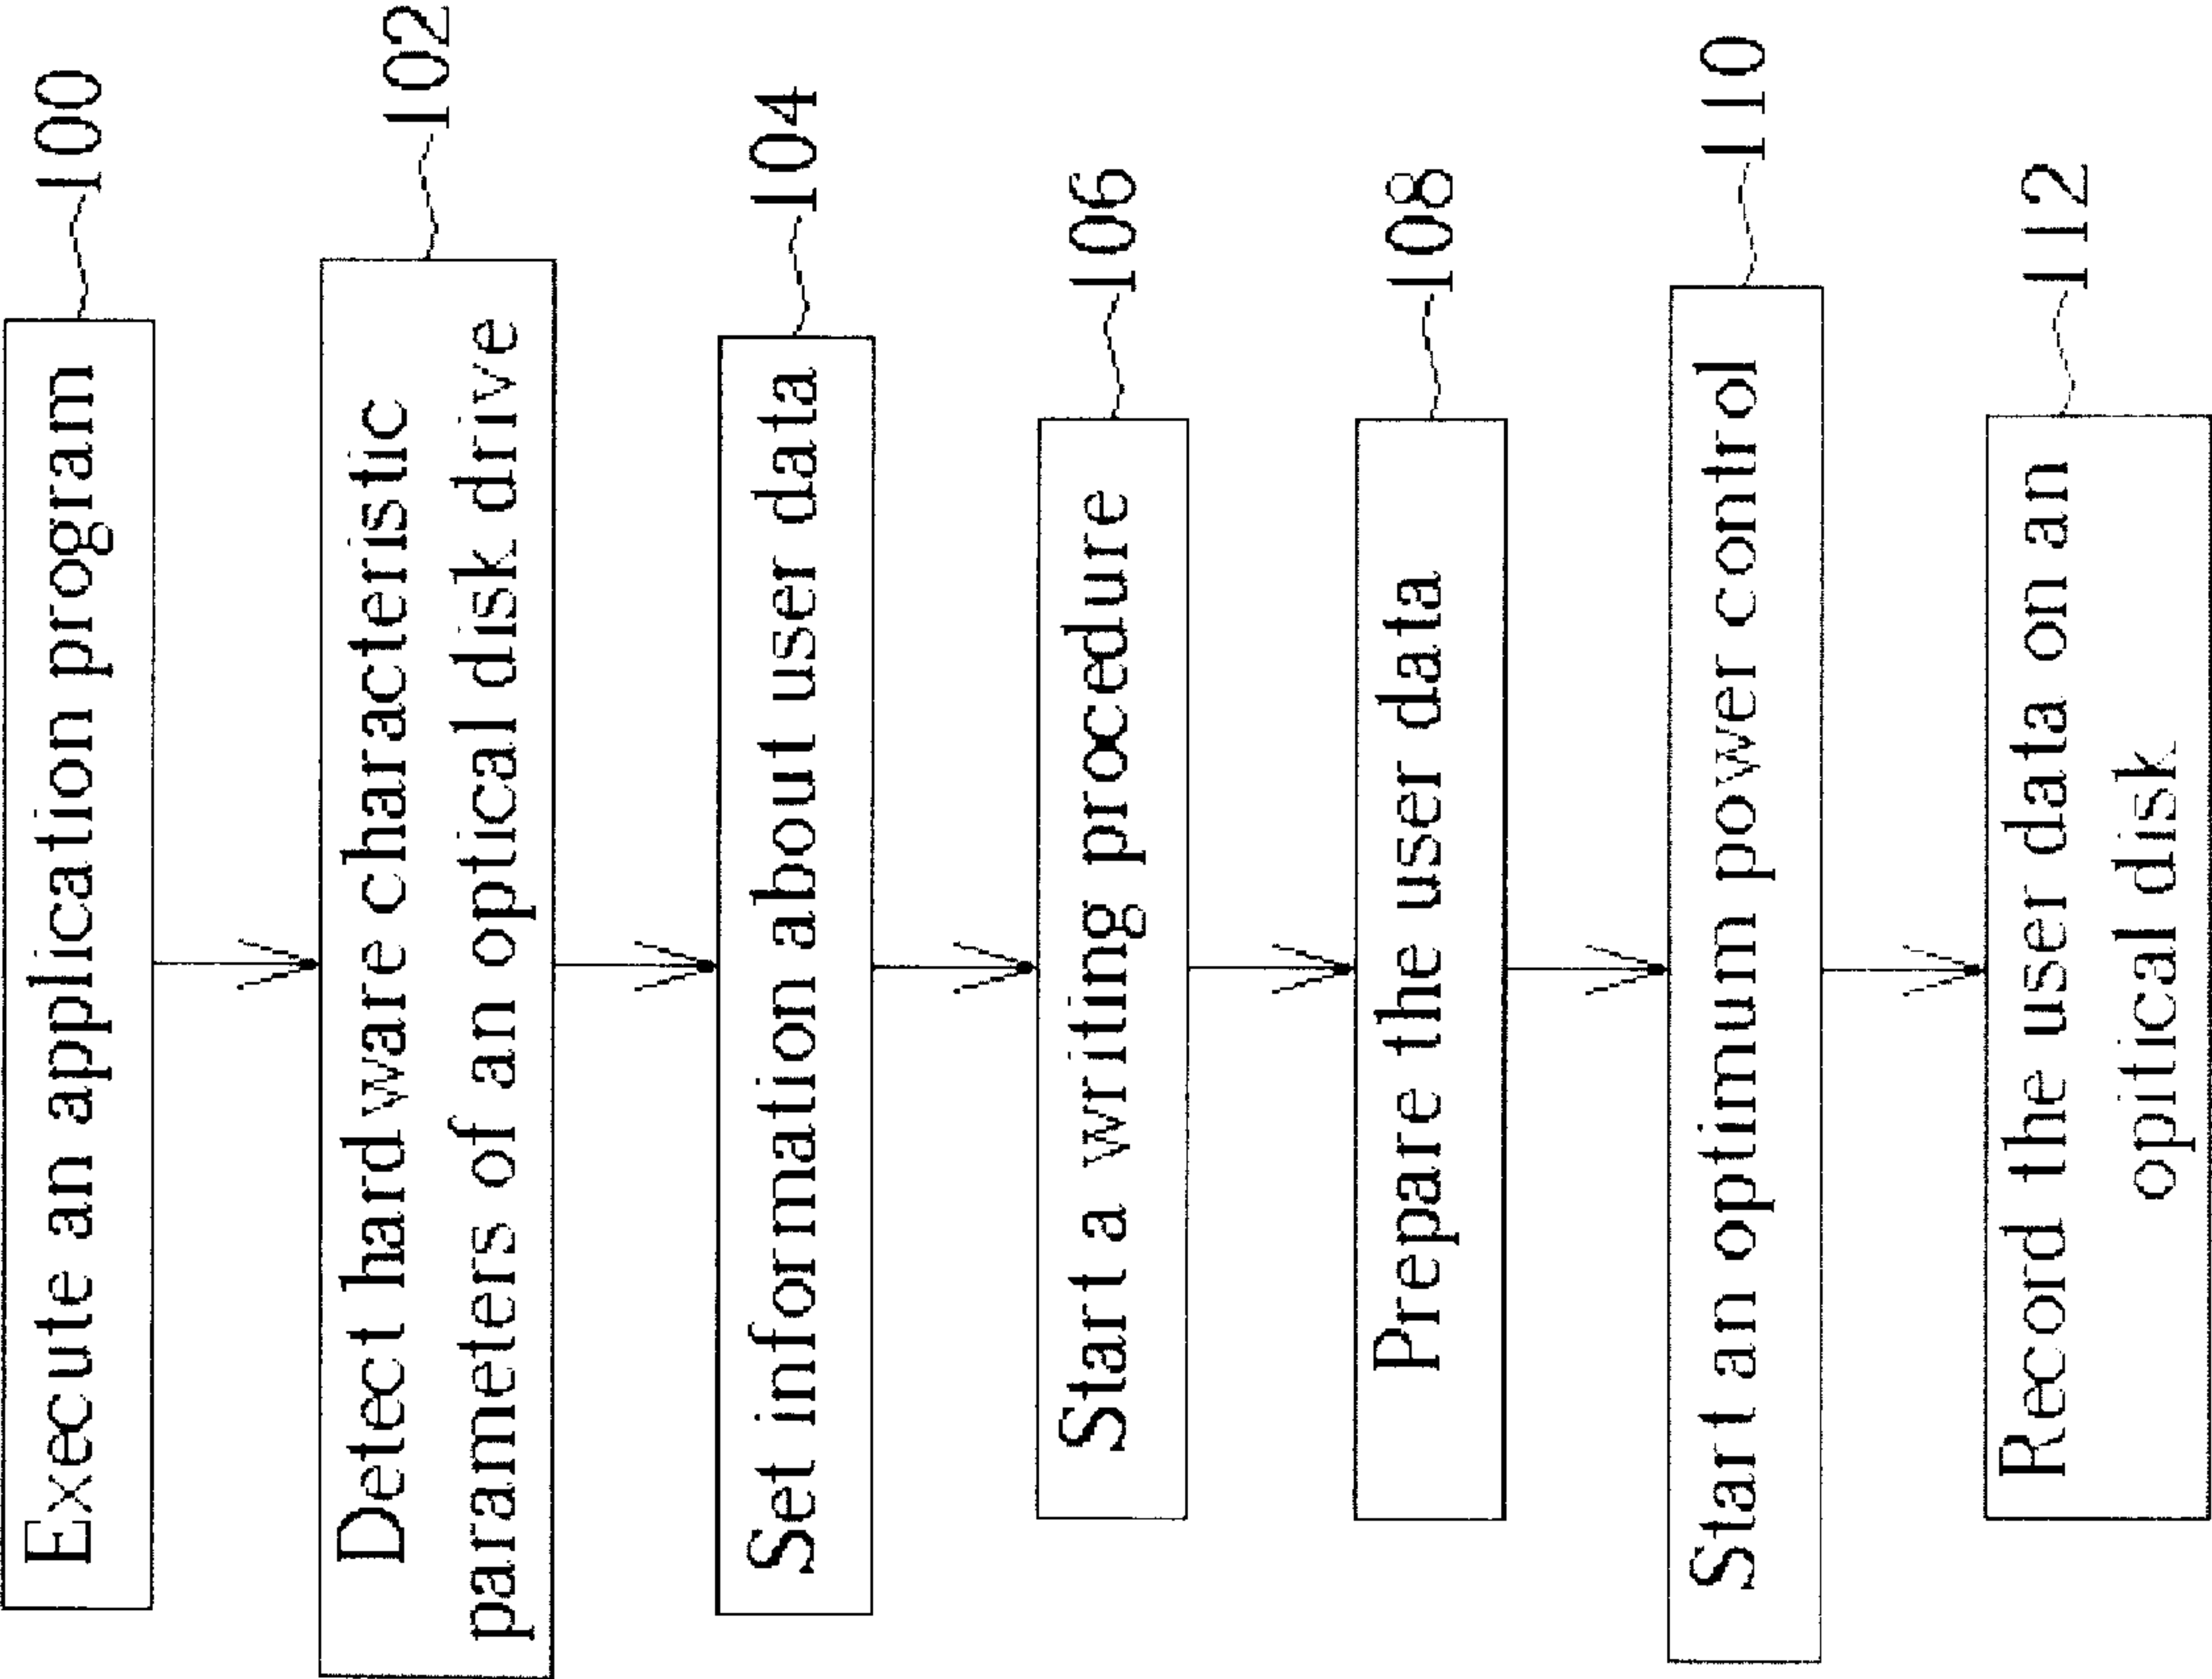 Execute an application program
100
Detect hardware characteristic
parameters of an optical disk drive
102
Set information about user data
104
Start a writing procedure
106
Prepare the user data
108
Start an optimum power control
110
Record the user data on an
opitical disk
112